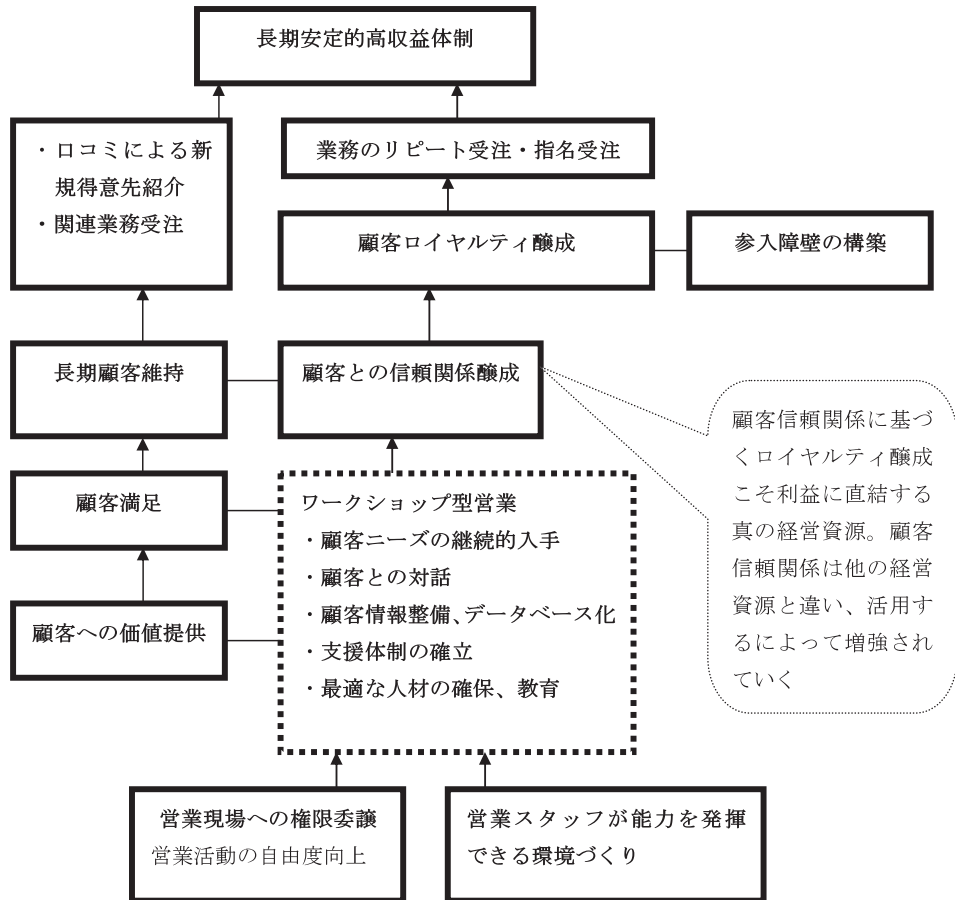 長期安定的高収益体制
・口コミによる新
規得意先紹介
・関連業務受注
業務のリピート受注・指名受注
顧客ロイヤルティ醸成
参入障壁の構築
長期顧客維持
顧客との信頼関係醸成
顧客信頼関係に基づ
くロイヤルティ醸成
こそ利益に直結する
真の経営資源。顧客
信頼関係は他の経営
資源と違い、活用す
るによって増強され
ていく
顧客満足
顧客への価値提供
ワークショップ型営業
・顧客ニーズの継続的入手
・顧客との対話
・顧客情報整備、データベース化
・支援体制の確立
・最適な人材の確保、教育
営業現場への権限委譲
営業活動の自由度向上
営業スタッフが能力を発揮
できる環境づくり